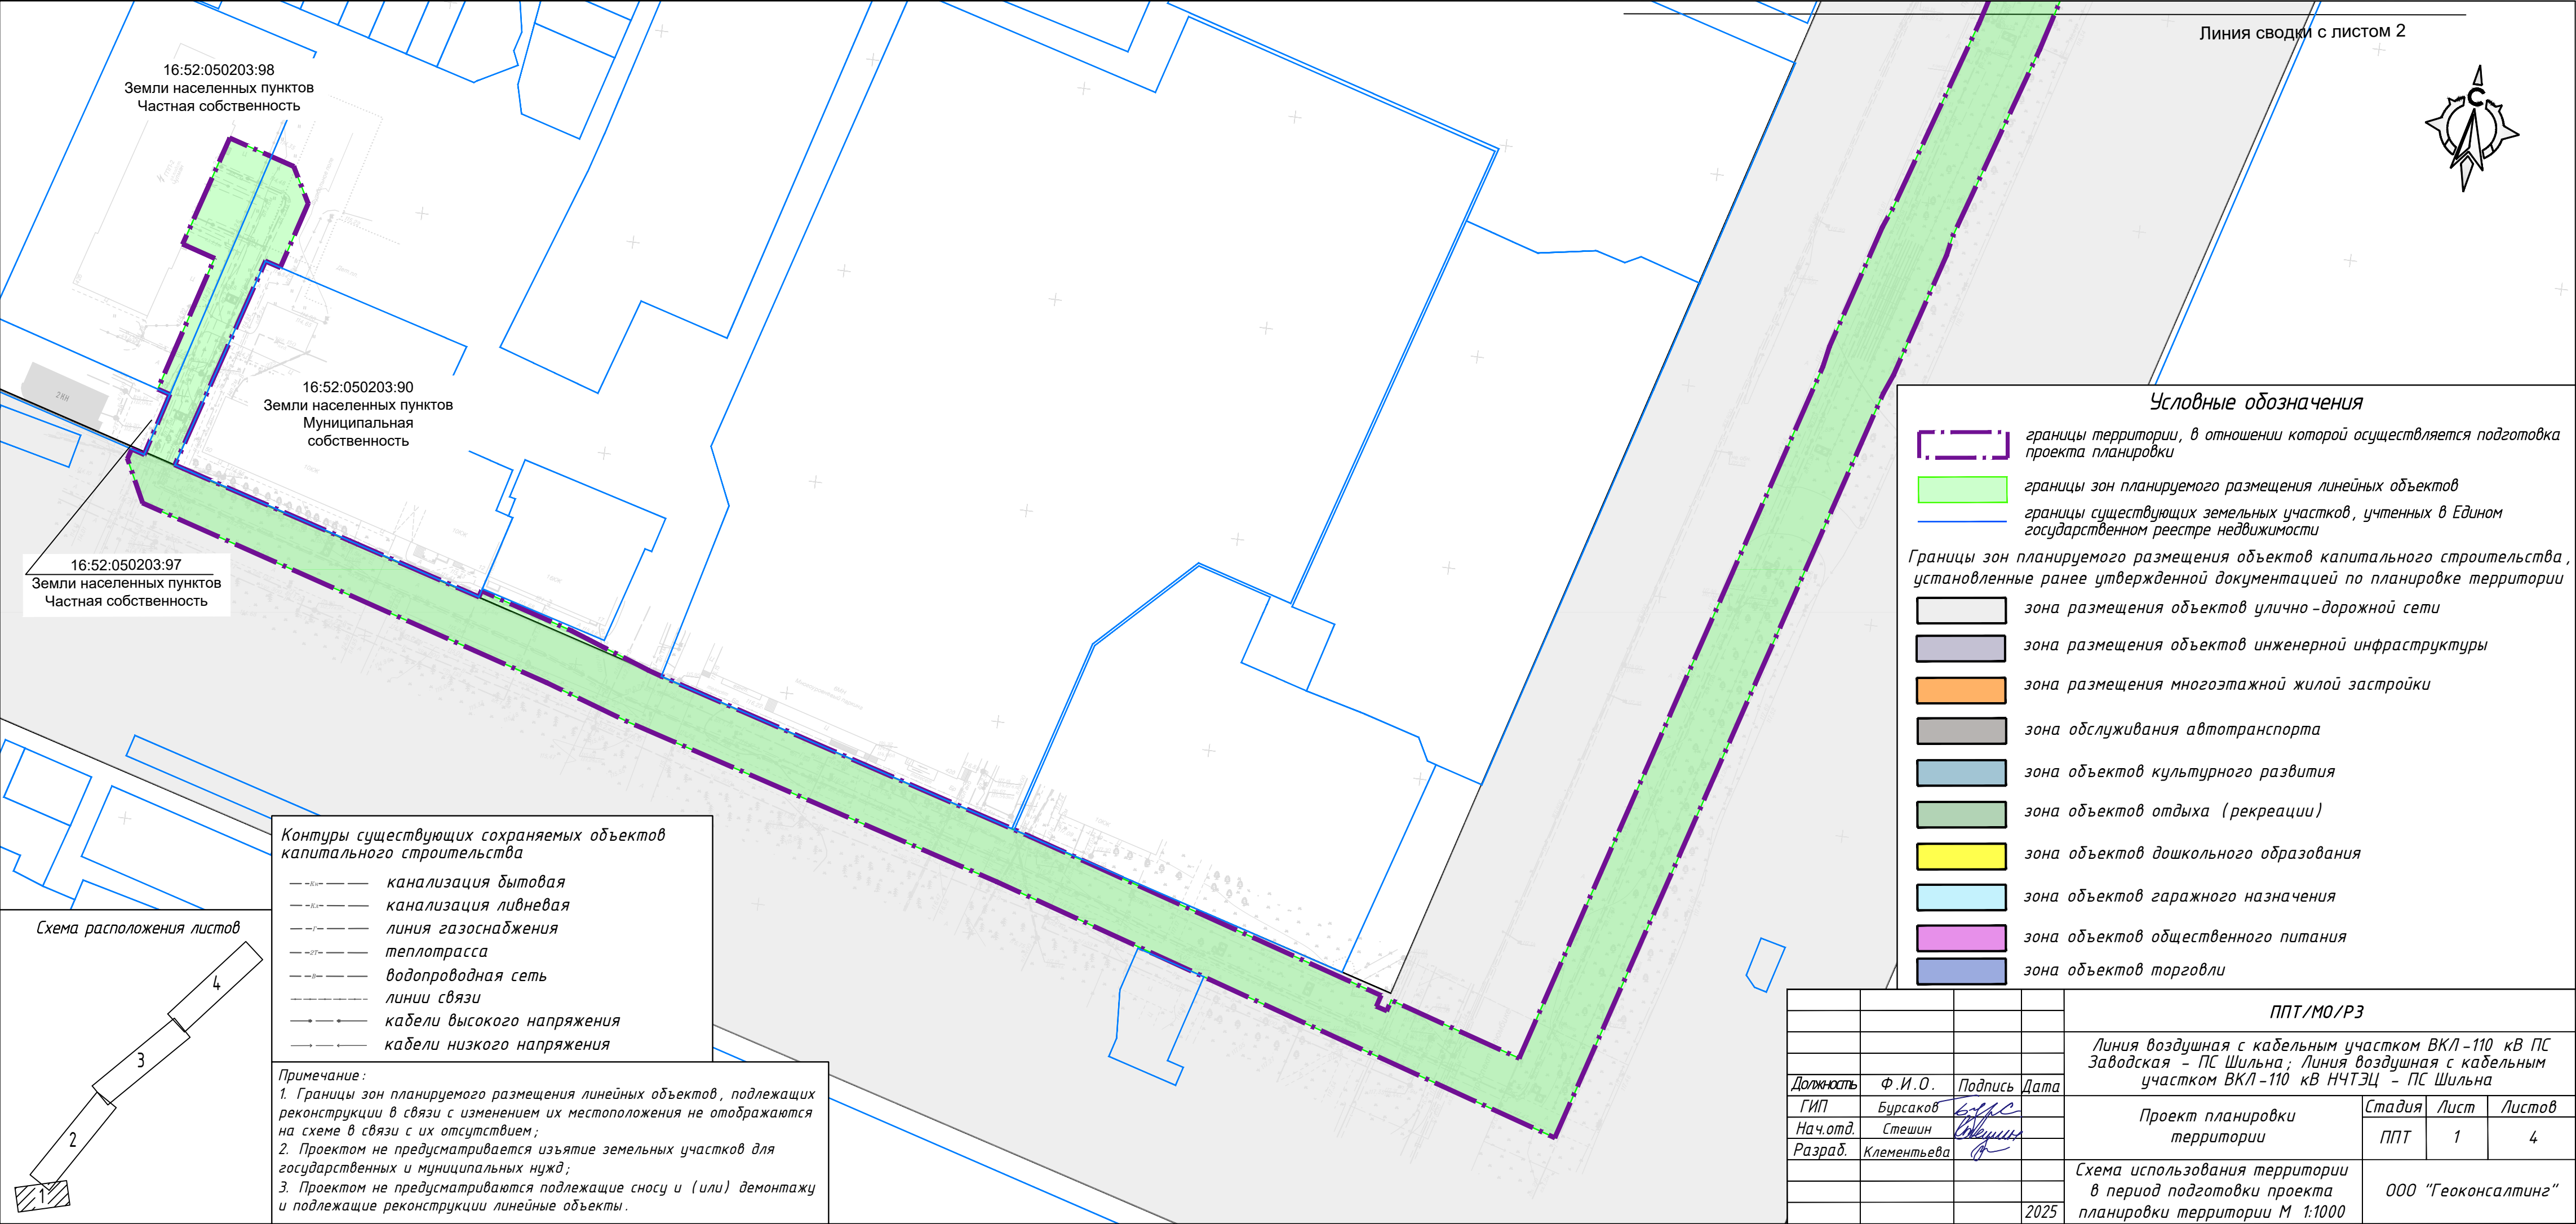 Линия сводки с листом 2
С
16:52:050203:98
Земли населенных пунктов
Частная собственность
16:52:050203:90
Земли населенных пунктов
Муниципальная
собственность
2КН
16:52:050203:97
Земли населенных пунктов
Частная собственность
Условные обозначения
границы территории, в отношении которой осуществляется подготовка
проекта планировки
границы зон планируемого размещения линейных объектов
границы существующих земельных участков, учтенных в Едином
государственном реестре недвижимости
Границы зон планируемого размещения объектов капитального строительства,
установленные ранее утвержденной документацией по планировке территории
зона размещения объектов улично-дорожной сети
зона размещения объектов инженерной инфраструктуры
зона размещения многоэтажной жилой застройки
зона обслуживания автотранспорта
зона объектов культурного развития
зона объектов отдыха (рекреации)
зона объектов дошкольного образования
зона объектов гаражного назначения
зона объектов общественного питания
зона объектов торговли
Контуры существующих сохраняемых объектов
капитального строительства
канализация бытовая
канализация ливневая
линия газоснабжения
теплотрасса
водопроводная сеть
линии связи
кабели высокого напряжения
кабели низкого напряжения
Схема расположения листов
4
3
2
1
Примечание:
1. Границы зон планируемого размещения линейных объектов, подлежащих
реконструкции в связи с изменением их местоположения не отображаются
на схеме в связи с их отсутствием;
2. Проектом не предусматривается изъятие земельных участков для
государственных и муниципальных нужд;
3. Проектом не предусматриваются подлежащие сносу и (или) демонтажу
и подлежащие реконструкции линейные объекты.
ППТ/МО/РЗ
Линия воздушная с кабельным участком ВКЛ-110 кВ ПС
Заводская - ПС Шильна; Линия воздушная с кабельным
участком ВКЛ-110 кВ НЧТЭЦ - ПС Шильна
Должность Ф.И.О. Подпись Дата
ГИП Бурсаков
Нач.отд. Стешин
Разраб. Клементьева
Проект планировки
территории
Стадия Лист Листов
ППТ 1 4
Схема использования территории
в период подготовки проекта
планировки территории М 1:1000
ООО "Геоконсалтинг"
2025